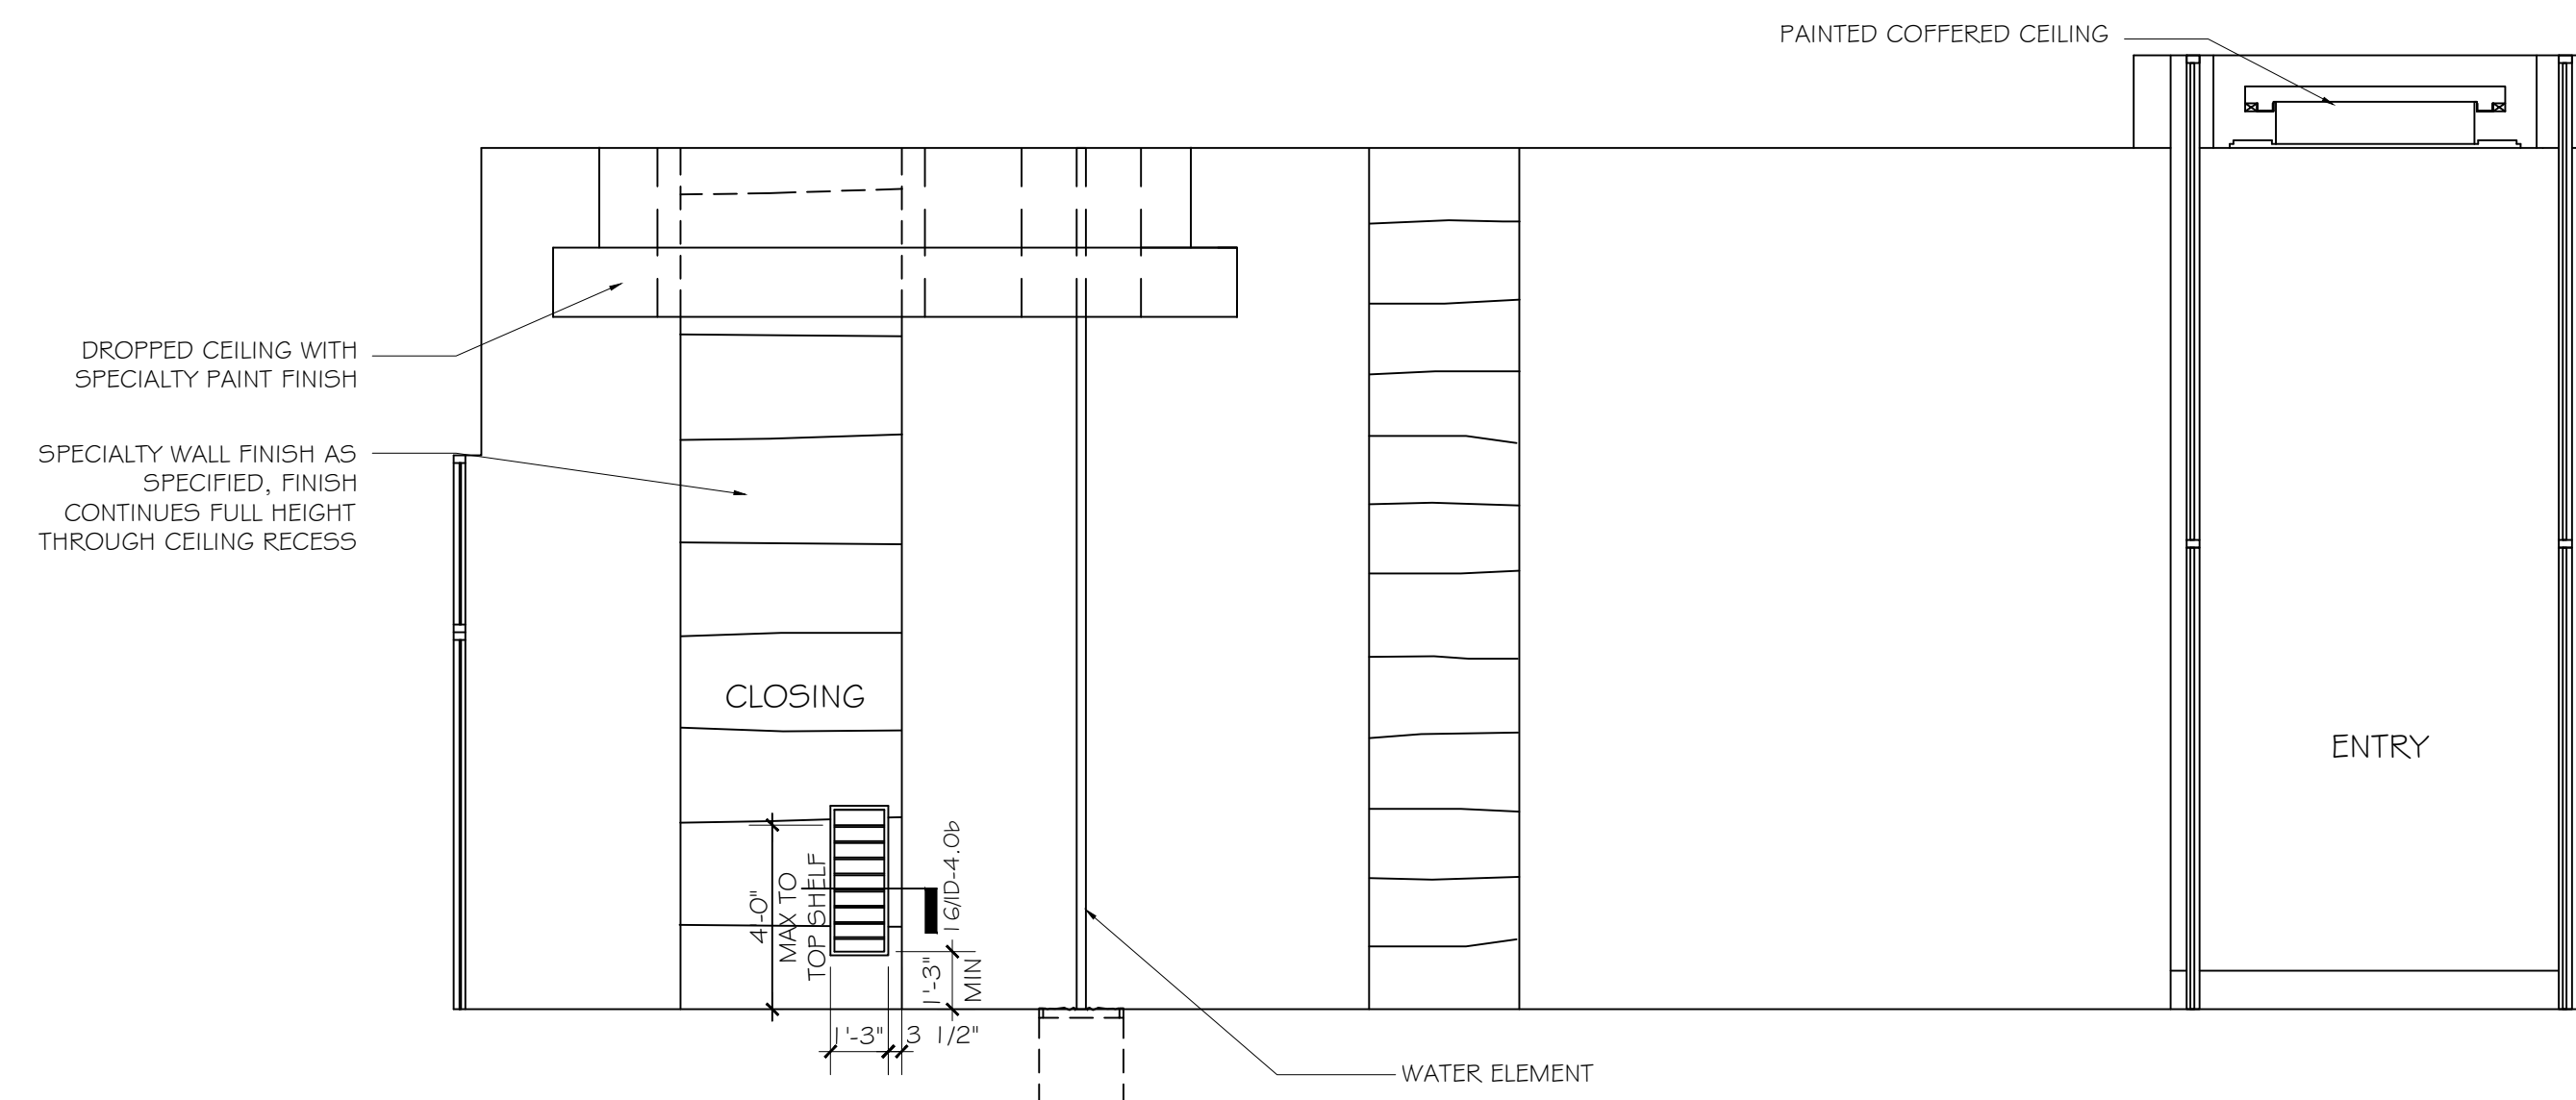 PAINTED COFFERED CEILING
DROPPED CEILING WITH
SPECIALTY PAINT FINISH
SPECIALTY WALL FINISH AS
SPECIFIED, FINISH
CONTINUES FULL HEIGHT
THROUGH CEILING RECESS
CLOSING
ENTRY
4'-0"
MAX TO
TOP SHELF
16/ID-4.0b
1'-3"
MIN
1'-3"
3 1/2"
WATER ELEMENT